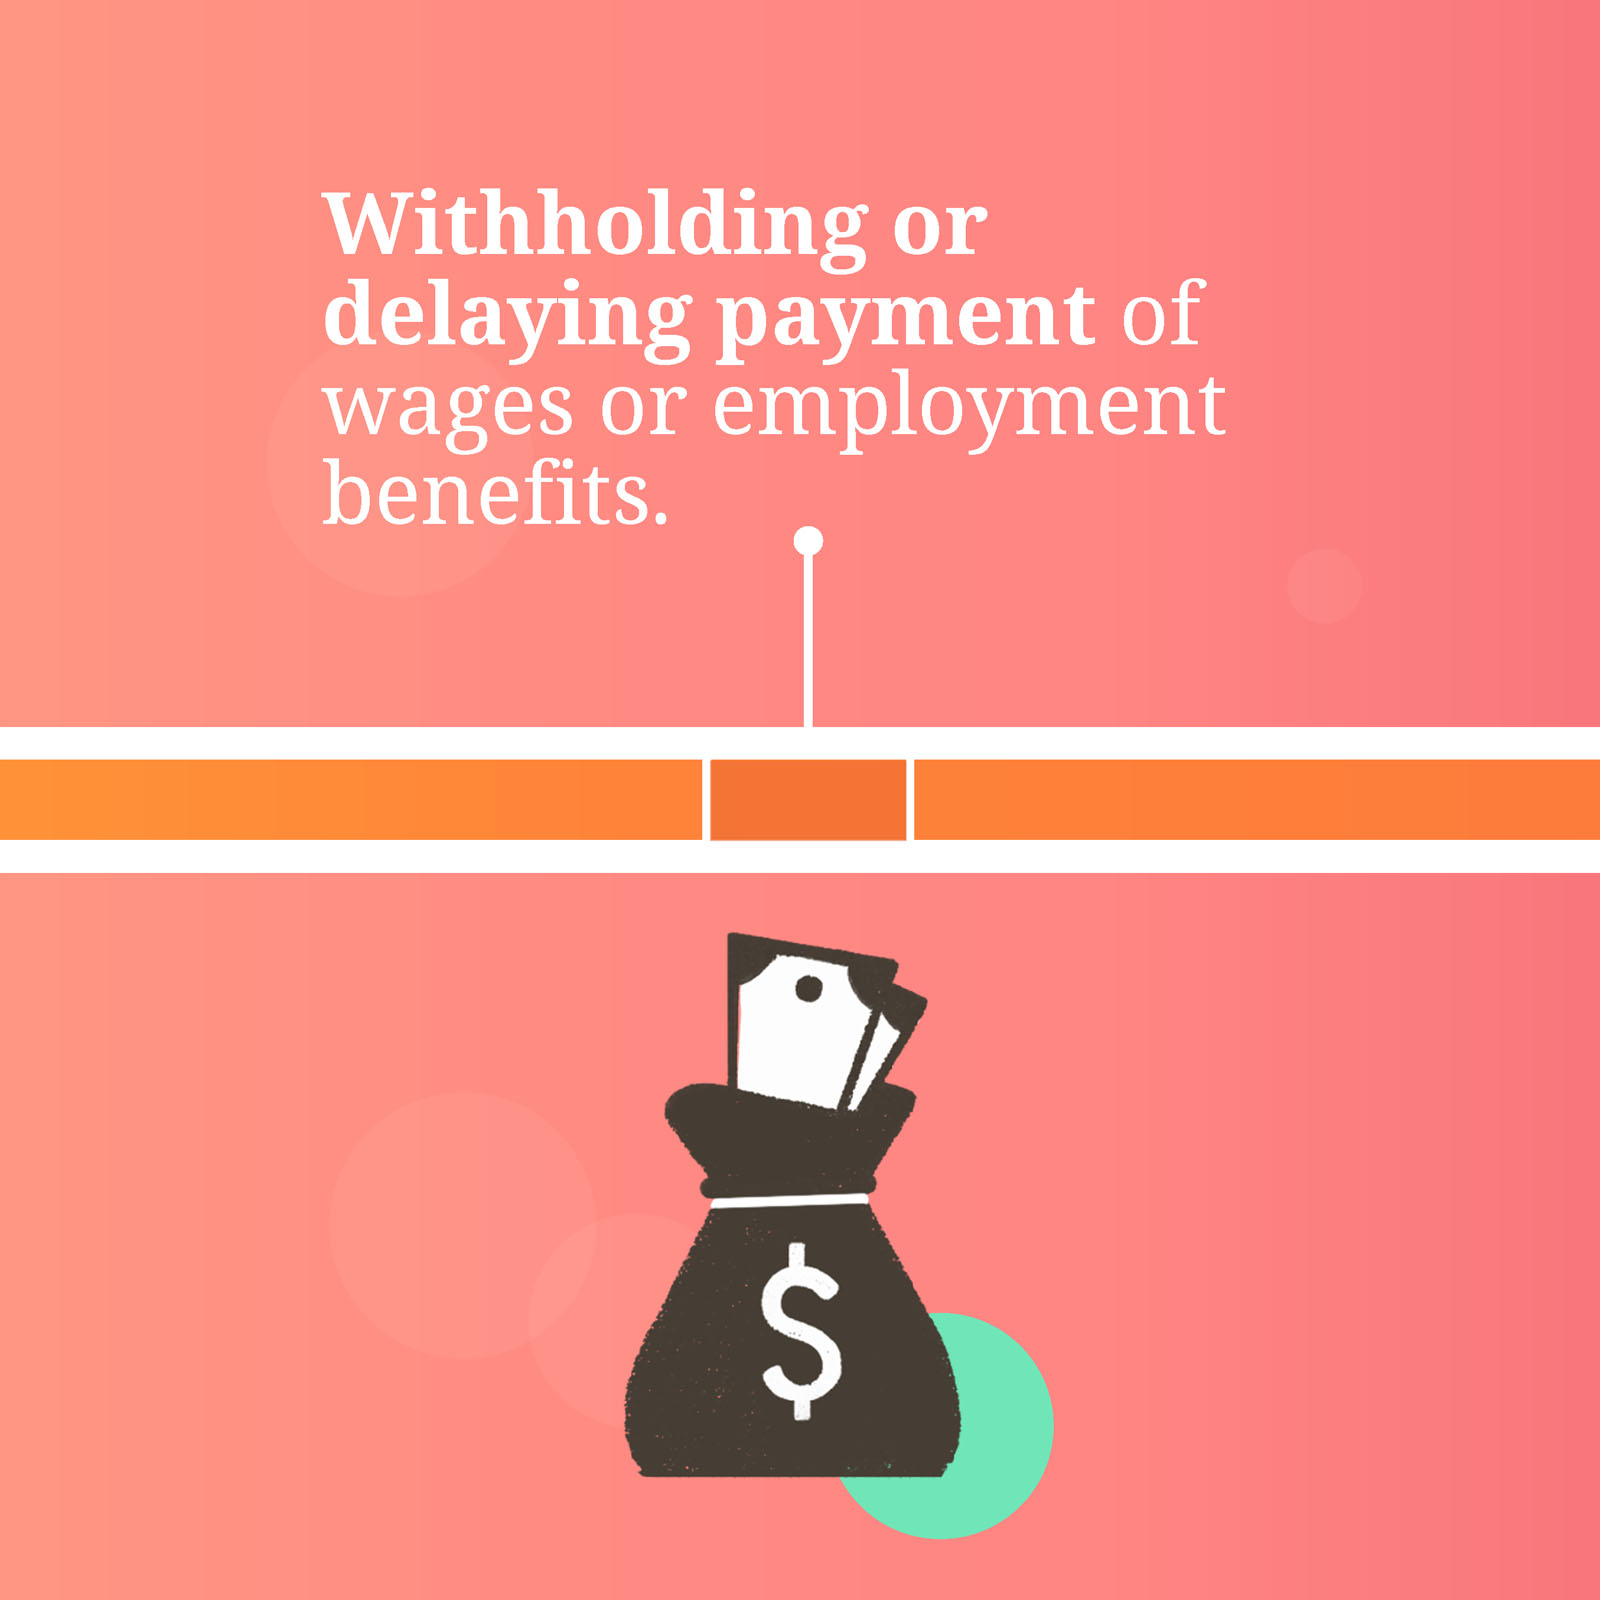 Withholding or
delaying payment of
wages or employment
benefits.
$